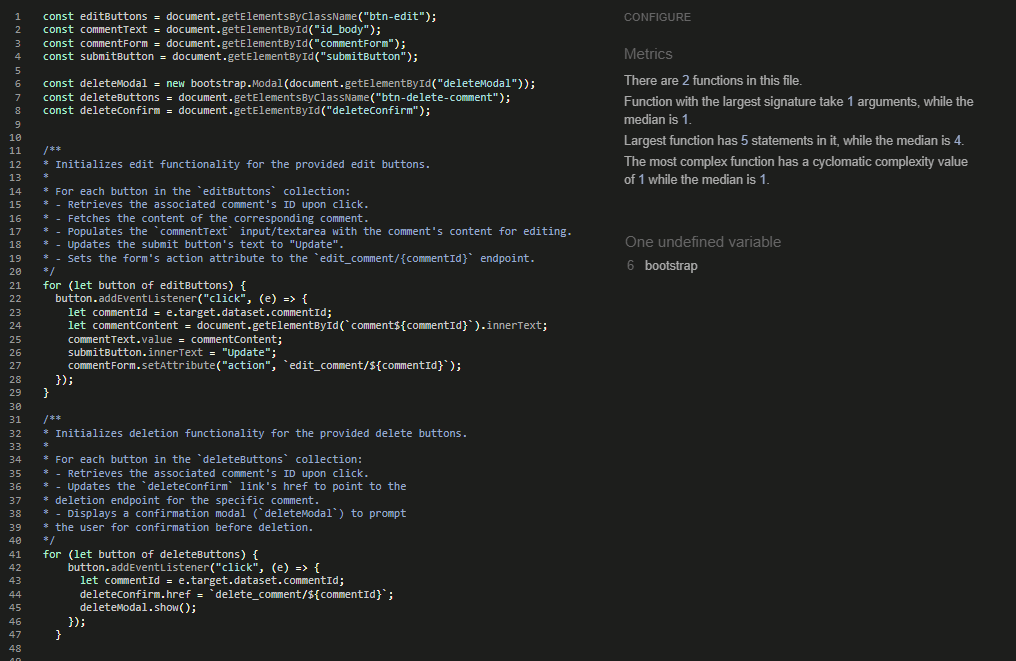 1 const editButtons = document.getElementsByClassName("btn-edit");
2 const commentText = document.getElementById("id_body");
3 const commentForm = document.getElementById("commentForm");
4 const submitButton = document.getElementById("submitButton");
5
6 const deleteModal = new bootstrap.Modal(document.getElementById("deleteModal"));
7 const deleteButtons = document.getElementsByClassName("btn-delete-comment");
8 const deleteConfirm = document.getElementById("deleteConfirm");
9
10
11 /**
12 * Initializes edit functionality for the provided edit buttons.
13 *
14 * For each button in the `editButtons` collection:
15 * - Retrieves the associated comment's ID upon click.
16 * - Fetches the content of the corresponding comment.
17 * - Populates the `commentText` input/textarea with the comment's content for editing.
18 * - Updates the submit button's text to "Update".
19 * - Sets the form's action attribute to the `edit_comment/{commentId}` endpoint.
20 */
21 for (let button of editButtons) {
22   button.addEventListener("click", (e) => {
23     let commentId = e.target.dataset.commentId;
24     let commentContent = document.getElementById(`comment${commentId}`).innerText;
25     commentText.value = commentContent;
26     submitButton.innerText = "Update";
27     commentForm.setAttribute("action", `edit_comment/${commentId}`);
28   });
29 }
30
31 /**
32 * Initializes deletion functionality for the provided delete buttons.
33 *
34 * For each button in the `deleteButtons` collection:
35 * - Retrieves the associated comment's ID upon click.
36 * - Updates the `deleteConfirm` link's href to point to the
37 * deletion endpoint for the specific comment.
38 * - Displays a confirmation modal (`deleteModal`) to prompt
39 * the user for confirmation before deletion.
40 */
41 for (let button of deleteButtons) {
42     button.addEventListener("click", (e) => {
43       let commentId = e.target.dataset.commentId;
44       deleteConfirm.href = `delete_comment/${commentId}`;
45       deleteModal.show();
46     });
47   }
48
49
CONFIGURE
Metrics
There are 2 functions in this file.
Function with the largest signature take 1 arguments, while the
median is 1.
Largest function has 5 statements in it, while the median is 4.
The most complex function has a cyclomatic complexity value
of 1 while the median is 1.
One undefined variable
6 bootstrap